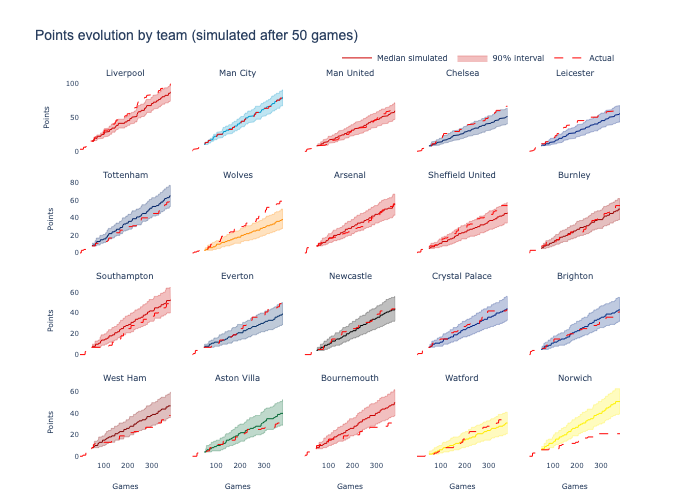 Points evolution by team (simulated after 50 games)
Median simulated 90% interval Actual
Liverpool Man City Man United Chelsea Leicester
100
50
0
Points
Tottenham Wolves Arsenal Sheffield United Burnley
80
60
40
20
0
Points
Southampton Everton Newcastle Crystal Palace Brighton
60
40
20
0
Points
West Ham Aston Villa Bournemouth Watford Norwich
60
40
20
0
Points
100 200 300 100 200 300 100 200 300 100 200 300 100 200 300
Games Games Games Games Games